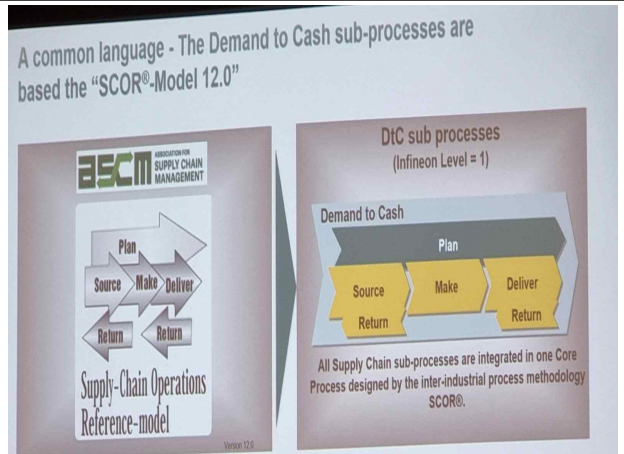 A common language - The Demand to Cash sub-processes are
based the “SCOR®-Model 12.0”
ascm ASSOCIATION FOR
SUPPLY CHAIN
MANAGEMENT
Plan
Source Make Deliver
Return Return
Supply-Chain Operations
Reference-model
Version 12.0
DtC sub processes
(Infineon Level = 1)
Demand to Cash
Plan
Source Make Deliver
Return Return
All Supply Chain sub-processes are integrated in one Core
Process designed by the inter-industrial process methodology
SCOR®.